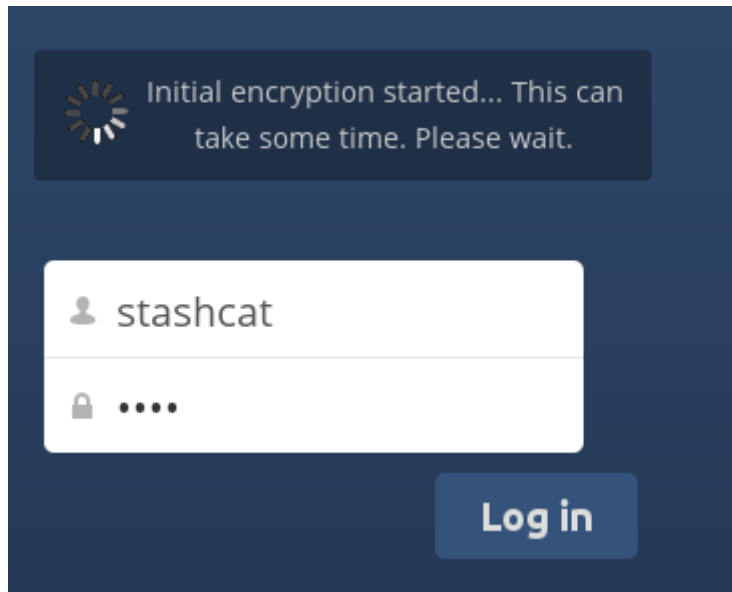 Initial encryption started... This can
take some time. Please wait.
stashcat
••••
Log in